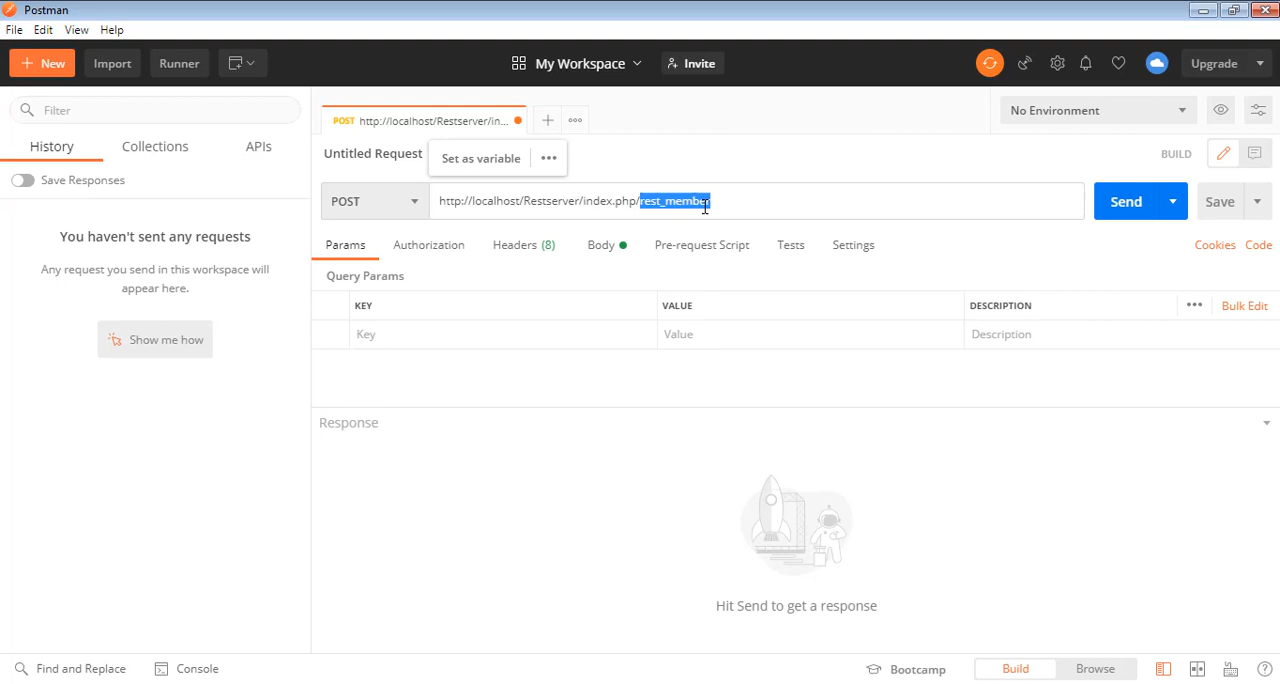 Postman
File Edit View Help
New Import Runner My Workspace Invite Upgrade
Filter
History Collections APIs
Save Responses
You haven't sent any requests
Any request you send in this workspace will
appear here.
Show me how
POST http://localhost/Restserver/in...
No Environment
Untitled Request
Set as variable
BUILD
POST http://localhost/Restserver/index.php/rest_member
Send Save
Params Authorization Headers (8) Body Pre-request Script Tests Settings Cookies Code
Query Params
KEY VALUE DESCRIPTION Bulk Edit
Key Value Description
Response
Hit Send to get a response
Find and Replace Console Bootcamp Build Browse